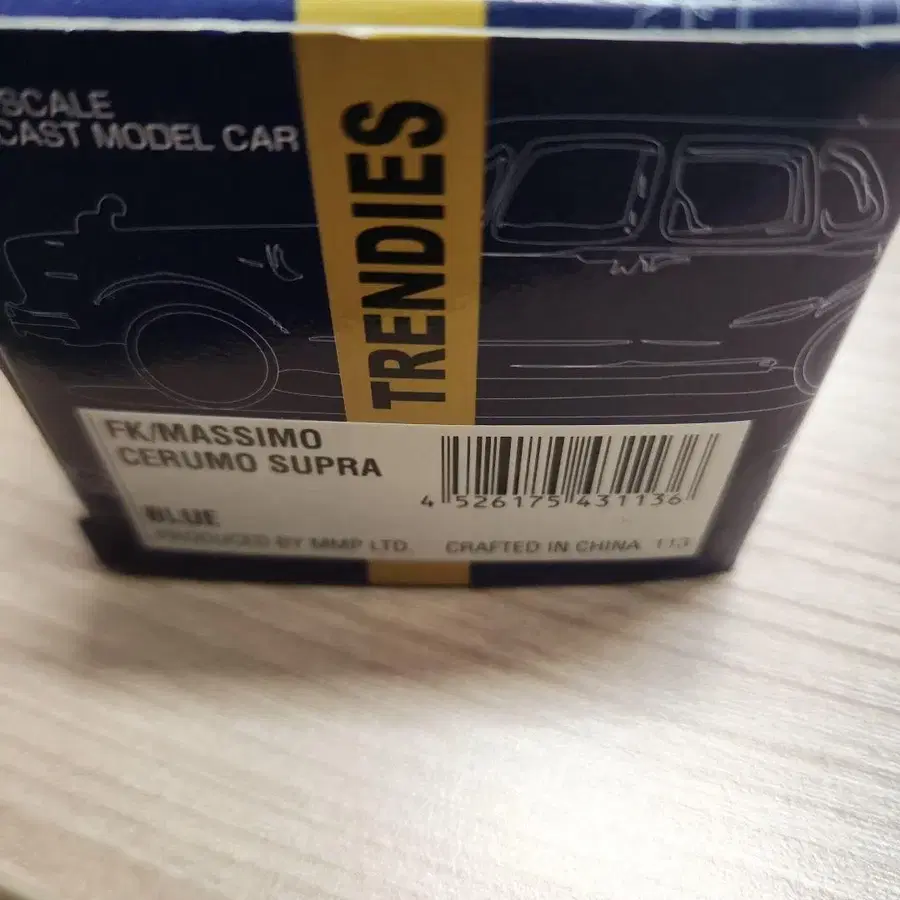 SCALE
CAST MODEL CAR
TRENDIES
FK/MASSIMO
CERUMO SUPRA
BLUE
4 526175 431136
PRODUCED BY MMP LTD. CRAFTED IN CHINA 113